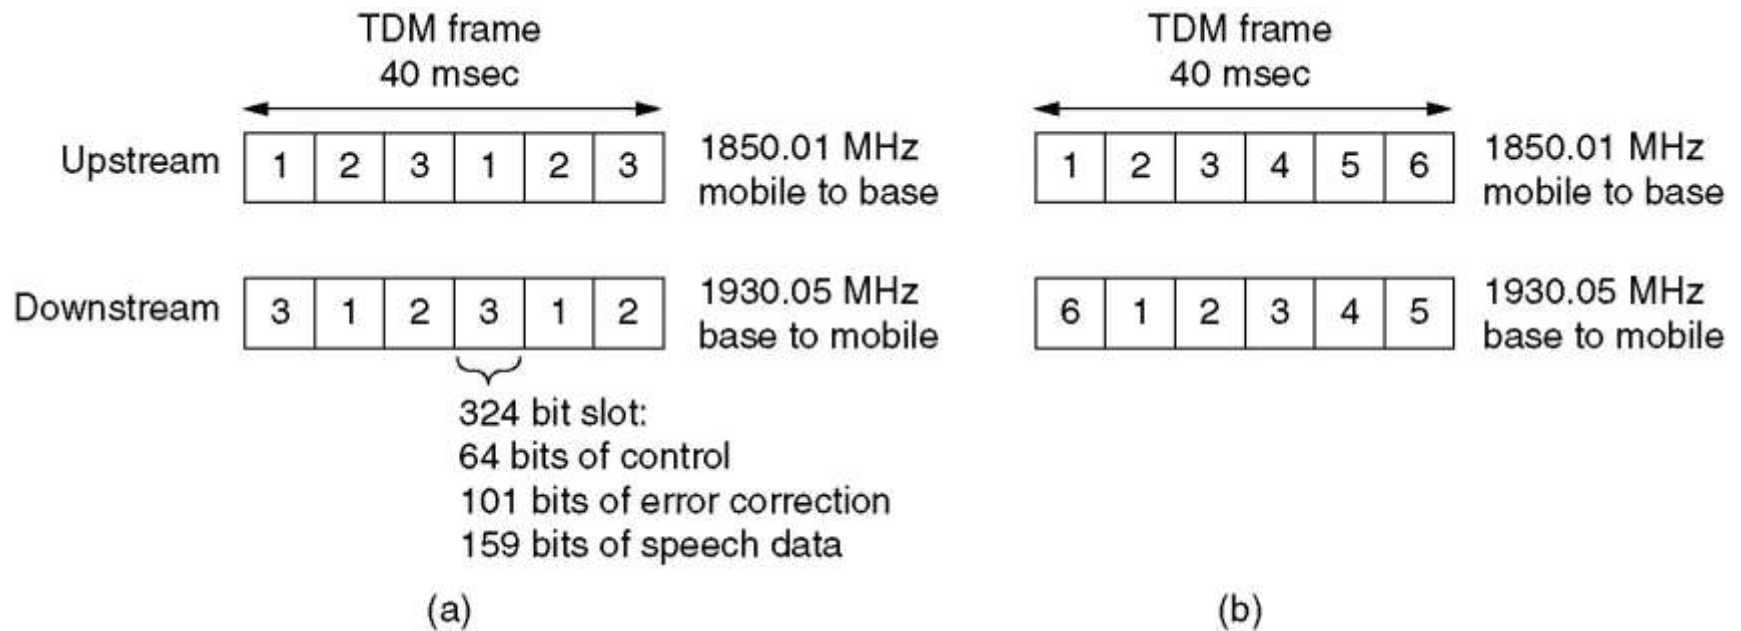 TDM frame
40 msec
Upstream
1 2 3 1 2 3
1850.01 MHz
mobile to base
Downstream
3 1 2 3 1 2
1930.05 MHz
base to mobile
324 bit slot:
64 bits of control
101 bits of error correction
159 bits of speech data
(a)
TDM frame
40 msec
1 2 3 4 5 6
1850.01 MHz
mobile to base
6 1 2 3 4 5
1930.05 MHz
base to mobile
(b)